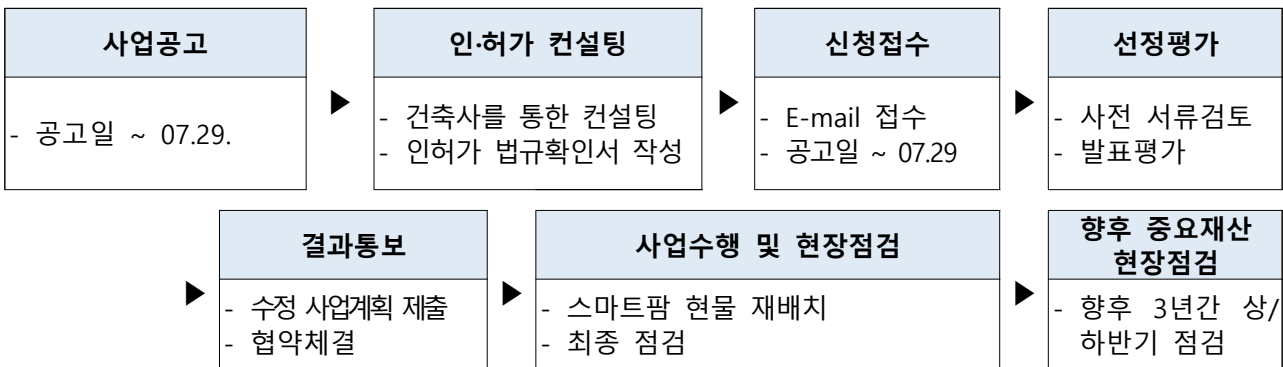 사업공고
- 공고일 ~ 07.29.
▶
인·허가 컨설팅
- 건축사를 통한 컨설팅
- 인허가 법규확인서 작성
▶
신청접수
- E-mail 접수
- 공고일 ~ 07.29
▶
선정평가
- 사전 서류검토
- 발표평가
▶
결과통보
- 수정 사업계획 제출
- 협약체결
▶
사업수행 및 현장점검
- 스마트팜 현물 재배치
- 최종 점검
▶
향후 중요재산
현장점검
- 향후 3년간 상/
하반기 점검